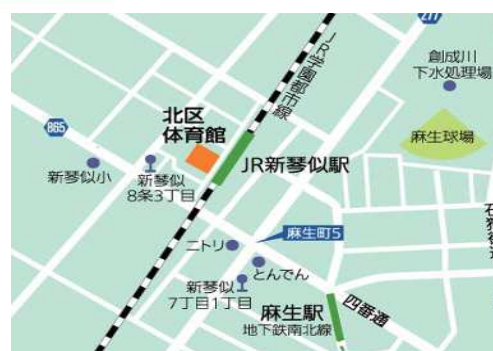 277
JR学園都市線
創成川
下水処理場
865
北区
体育館
麻生球場
新琴似小
新琴似
8条3丁目
JR新琴似駅
ニトリ
麻生町5
とんでん
新琴似
7丁目1丁目
麻生駅
地下鉄南北線
四番通